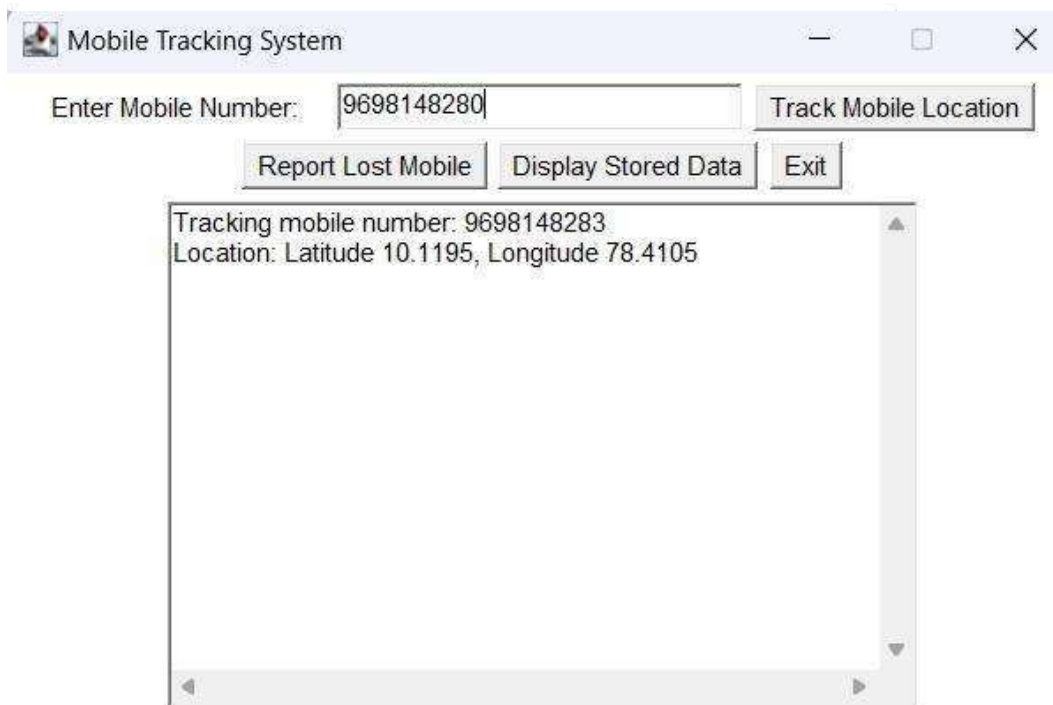 Mobile Tracking System
Enter Mobile Number: 9698148280 Track Mobile Location
Report Lost Mobile Display Stored Data Exit
Tracking mobile number: 9698148283
Location: Latitude 10.1195, Longitude 78.4105